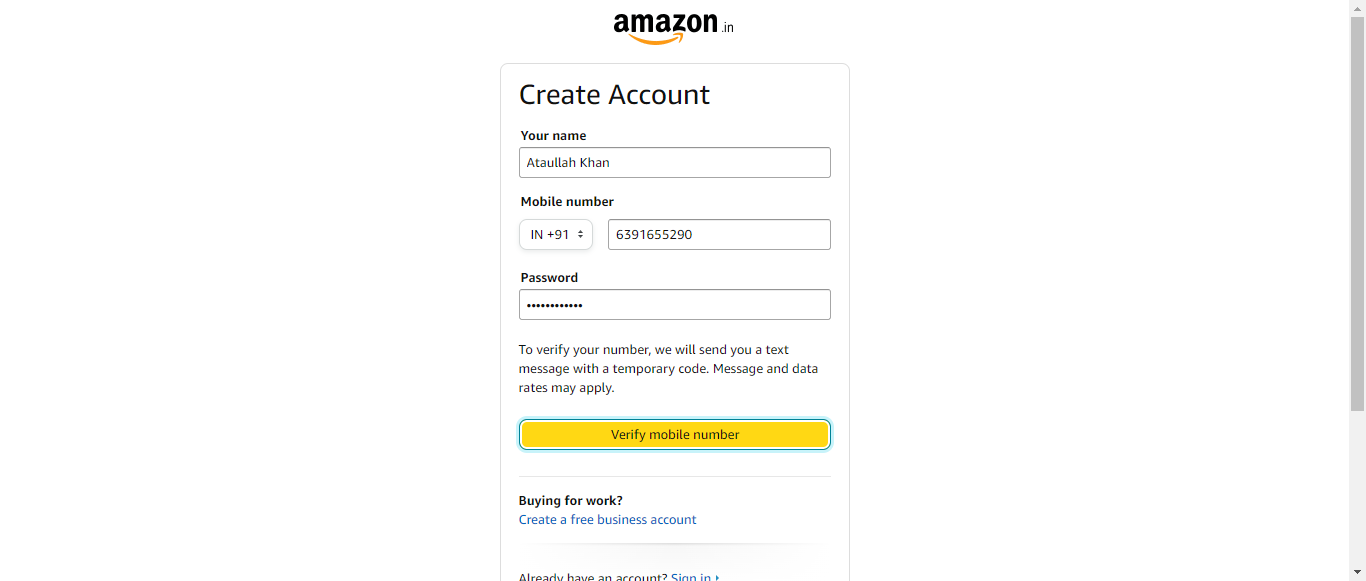 amazon.in
Create Account
Your name
Ataullah Khan
Mobile number
IN +91
6391655290
Password
••••••••••••
To verify your number, we will send you a text
message with a temporary code. Message and data
rates may apply.
Verify mobile number
Buying for work?
Create a free business account
Already have an account? Sign in